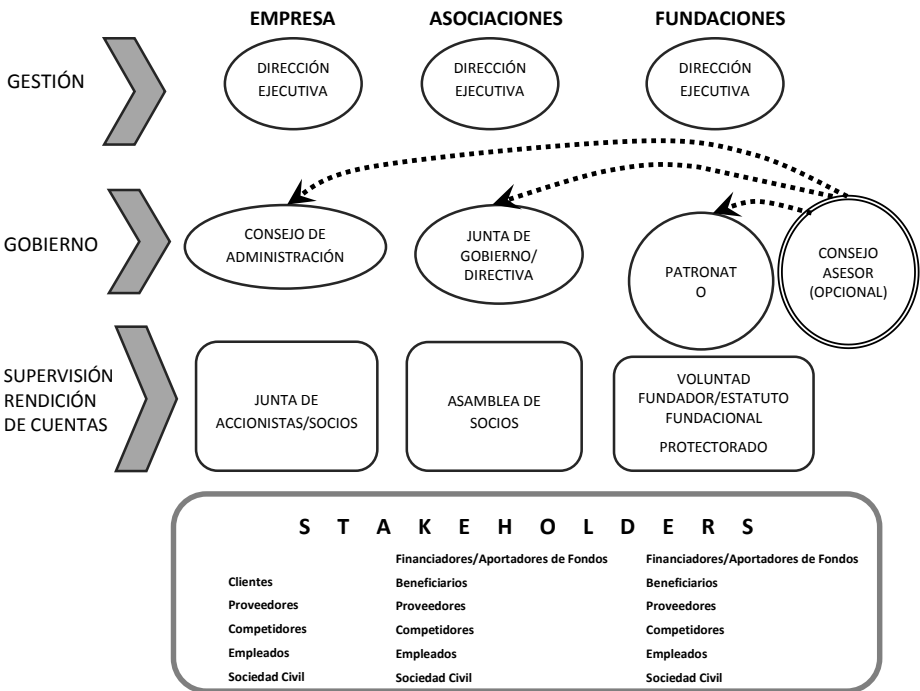 EMPRESA
ASOCIACIONES
FUNDACIONES
GESTIÓN
DIRECCIÓN
EJECUTIVA
DIRECCIÓN
EJECUTIVA
DIRECCIÓN
EJECUTIVA
GOBIERNO
CONSEJO DE
ADMINISTRACIÓN
JUNTA DE
GOBIERNO/
DIRECTIVA
PATRONAT
O
CONSEJO
ASESOR
(OPCIONAL)
SUPERVISIÓN
RENDICIÓN
DE CUENTAS
JUNTA DE
ACCIONISTAS/SOCIOS
ASAMBLEA DE
SOCIOS
VOLUNTAD
FUNDADOR/ESTATUTO
FUNDACIONAL
PROTECTORADO
S T A K E H O L D E R S
Clientes
Proveedores
Competidores
Empleados
Sociedad Civil
Financiadores/Aportadores de Fondos
Beneficiarios
Proveedores
Competidores
Empleados
Sociedad Civil
Financiadores/Aportadores de Fondos
Beneficiarios
Proveedores
Competidores
Empleados
Sociedad Civil